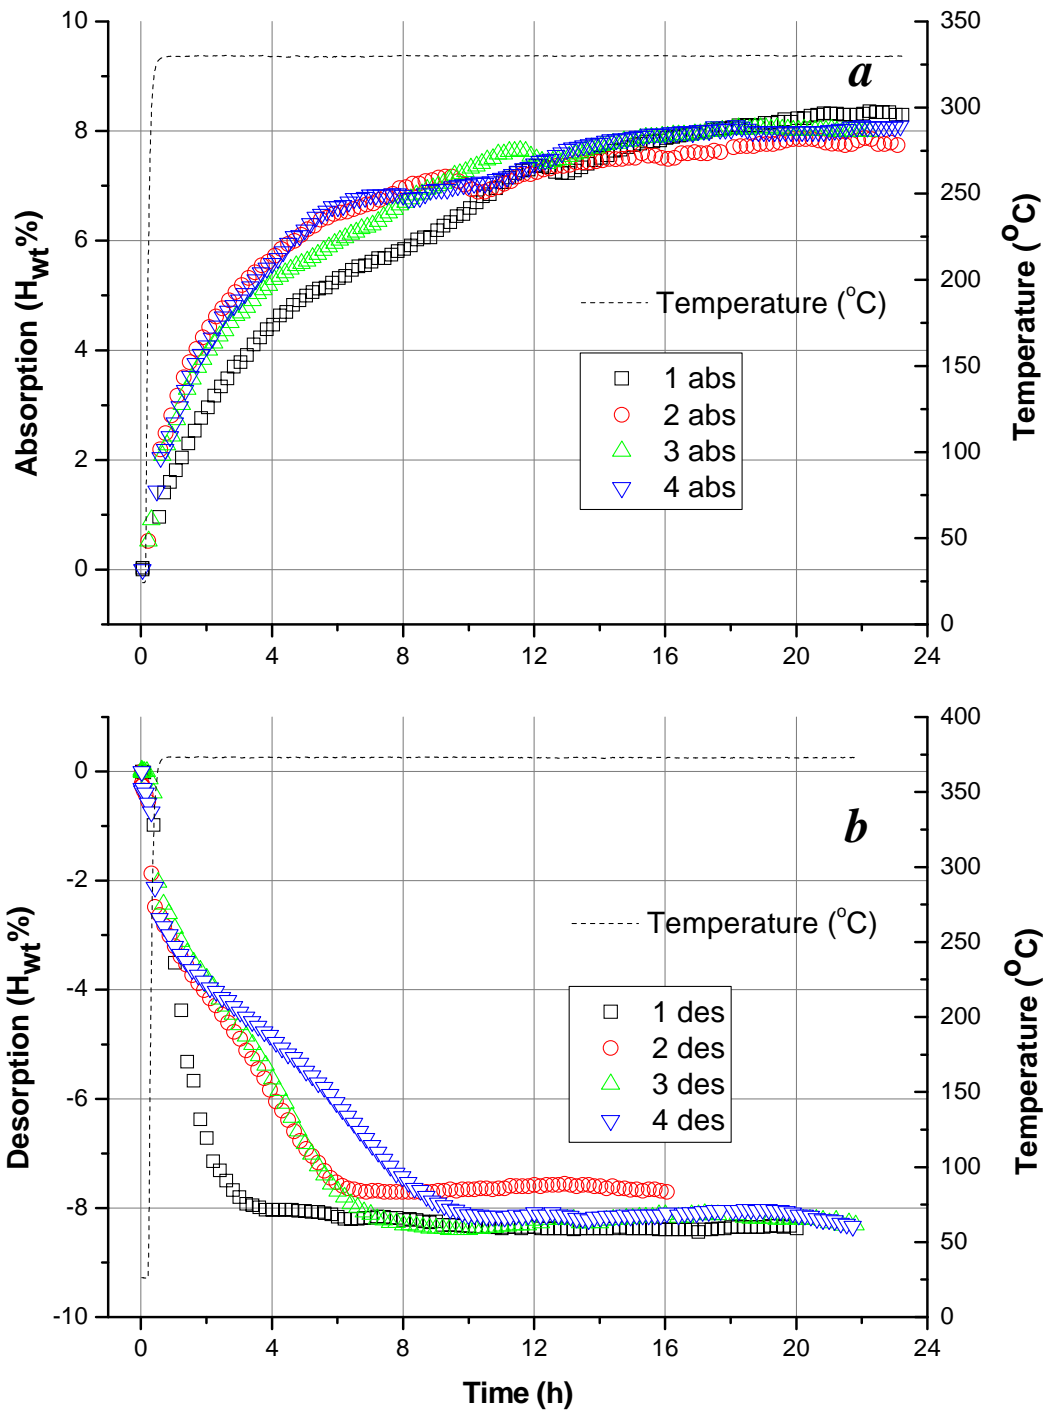 10
8
6
4
2
0
Absorption (Hwt%)
350
300
250
200
150
100
50
0
Temperature (°C)
a
Temperature (°C)
1 abs
2 abs
3 abs
4 abs
0 4 8 12 16 20 24
0
-2
-4
-6
-8
-10
Desorption (Hwt%)
400
350
300
250
200
150
100
50
0
Temperature (°C)
b
Temperature (°C)
1 des
2 des
3 des
4 des
0 4 8 12 16 20 24
Time (h)